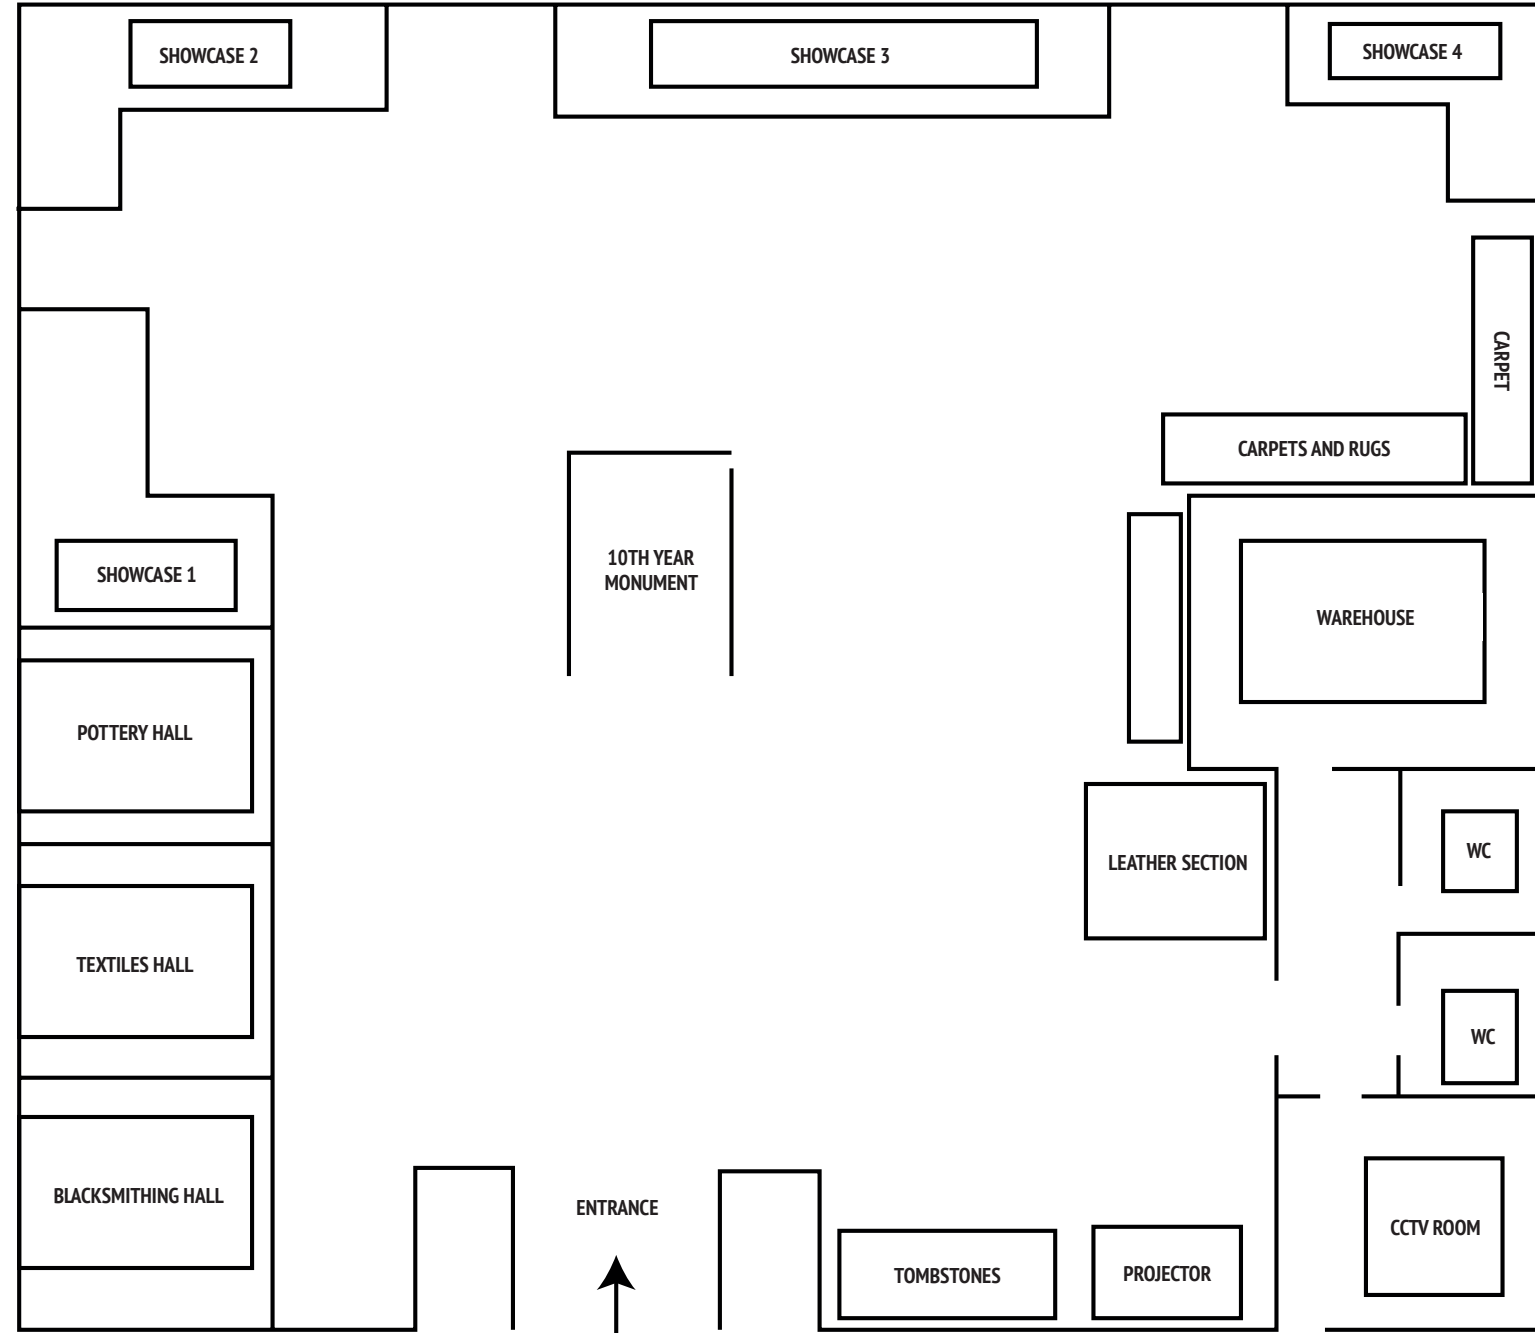 SHOWCASE 2
SHOWCASE 3
SHOWCASE 4
CARPET
CARPETS AND RUGS
10TH YEAR
MONUMENT
SHOWCASE 1
WAREHOUSE
POTTERY HALL
LEATHER SECTION
WC
TEXTILES HALL
WC
BLACKSMITHING HALL
ENTRANCE
CCTV ROOM
TOMBSTONES
PROJECTOR